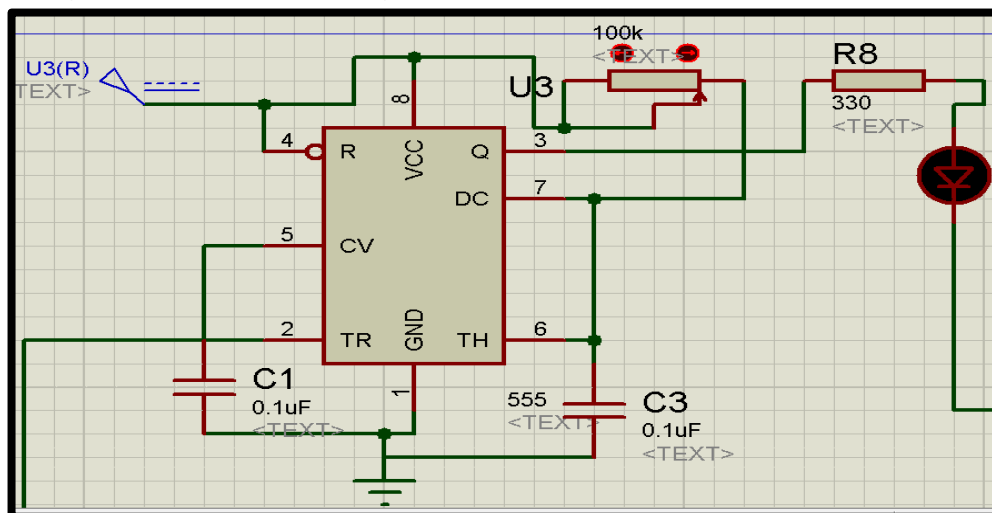 100k
<TEXT>
R8
U3(R)
TEXT>
U3
330
<TEXT>
8
4
R
VCC
Q
3
DC
7
5
CV
2
TR
GND
TH
6
1
C1
0.1uF
<TEXT>
555
<TEXT>
C3
0.1uF
<TEXT>